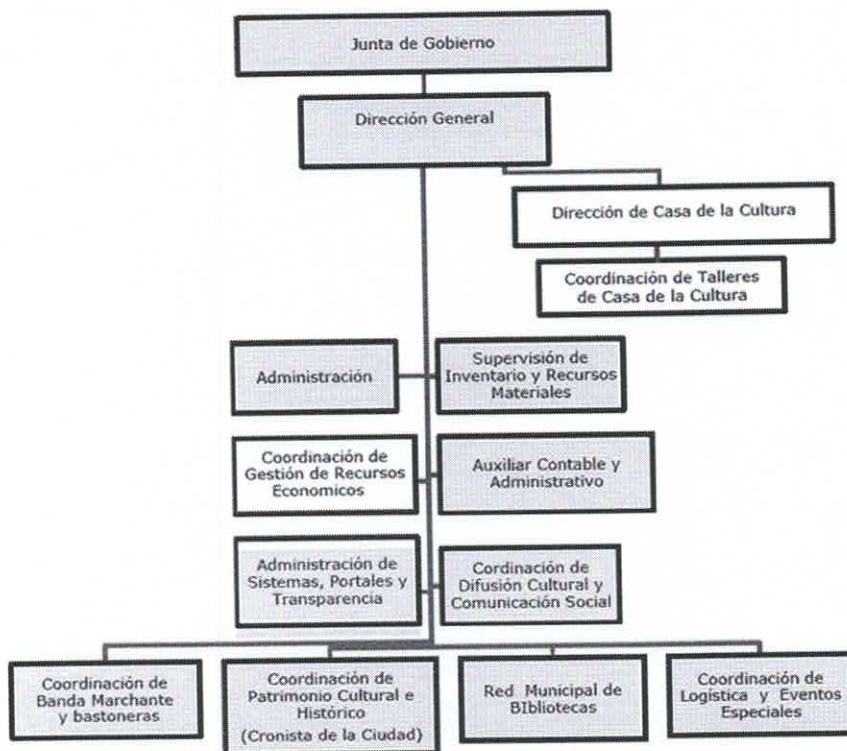 Junta de Gobierno
Dirección General
Dirección de Casa de la Cultura
Coordinación de Talleres
de Casa de la Cultura
Administración
Supervisión de
Inventario y Recursos
Materiales
Coordinación de
Gestión de Recursos
Economicos
Auxiliar Contable y
Administrativo
Administración de
Sistemas, Portales y
Transparencia
Cordinación de
Difusión Cultural y
Comunicación Social
Coordinación de
Banda Marchante
y bastoneras
Coordinación de
Patrimonio Cultural e
Histórico
(Cronista de la Ciudad)
Red Municipal de
BIbliotecas
Coordinación de
Logística y Eventos
Especiales